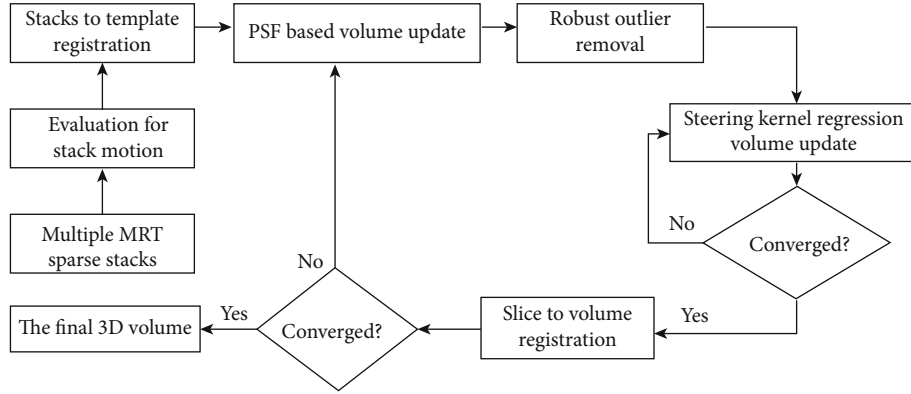 Stacks to template
registration
PSF based volume update
Robust outlier
removal
Evaluation for
stack motion
Steering kernel regression
volume update
Multiple MRT
sparse stacks
No
Converged?
No
The final 3D volume
Yes
Converged?
Slice to volume
registration
Yes